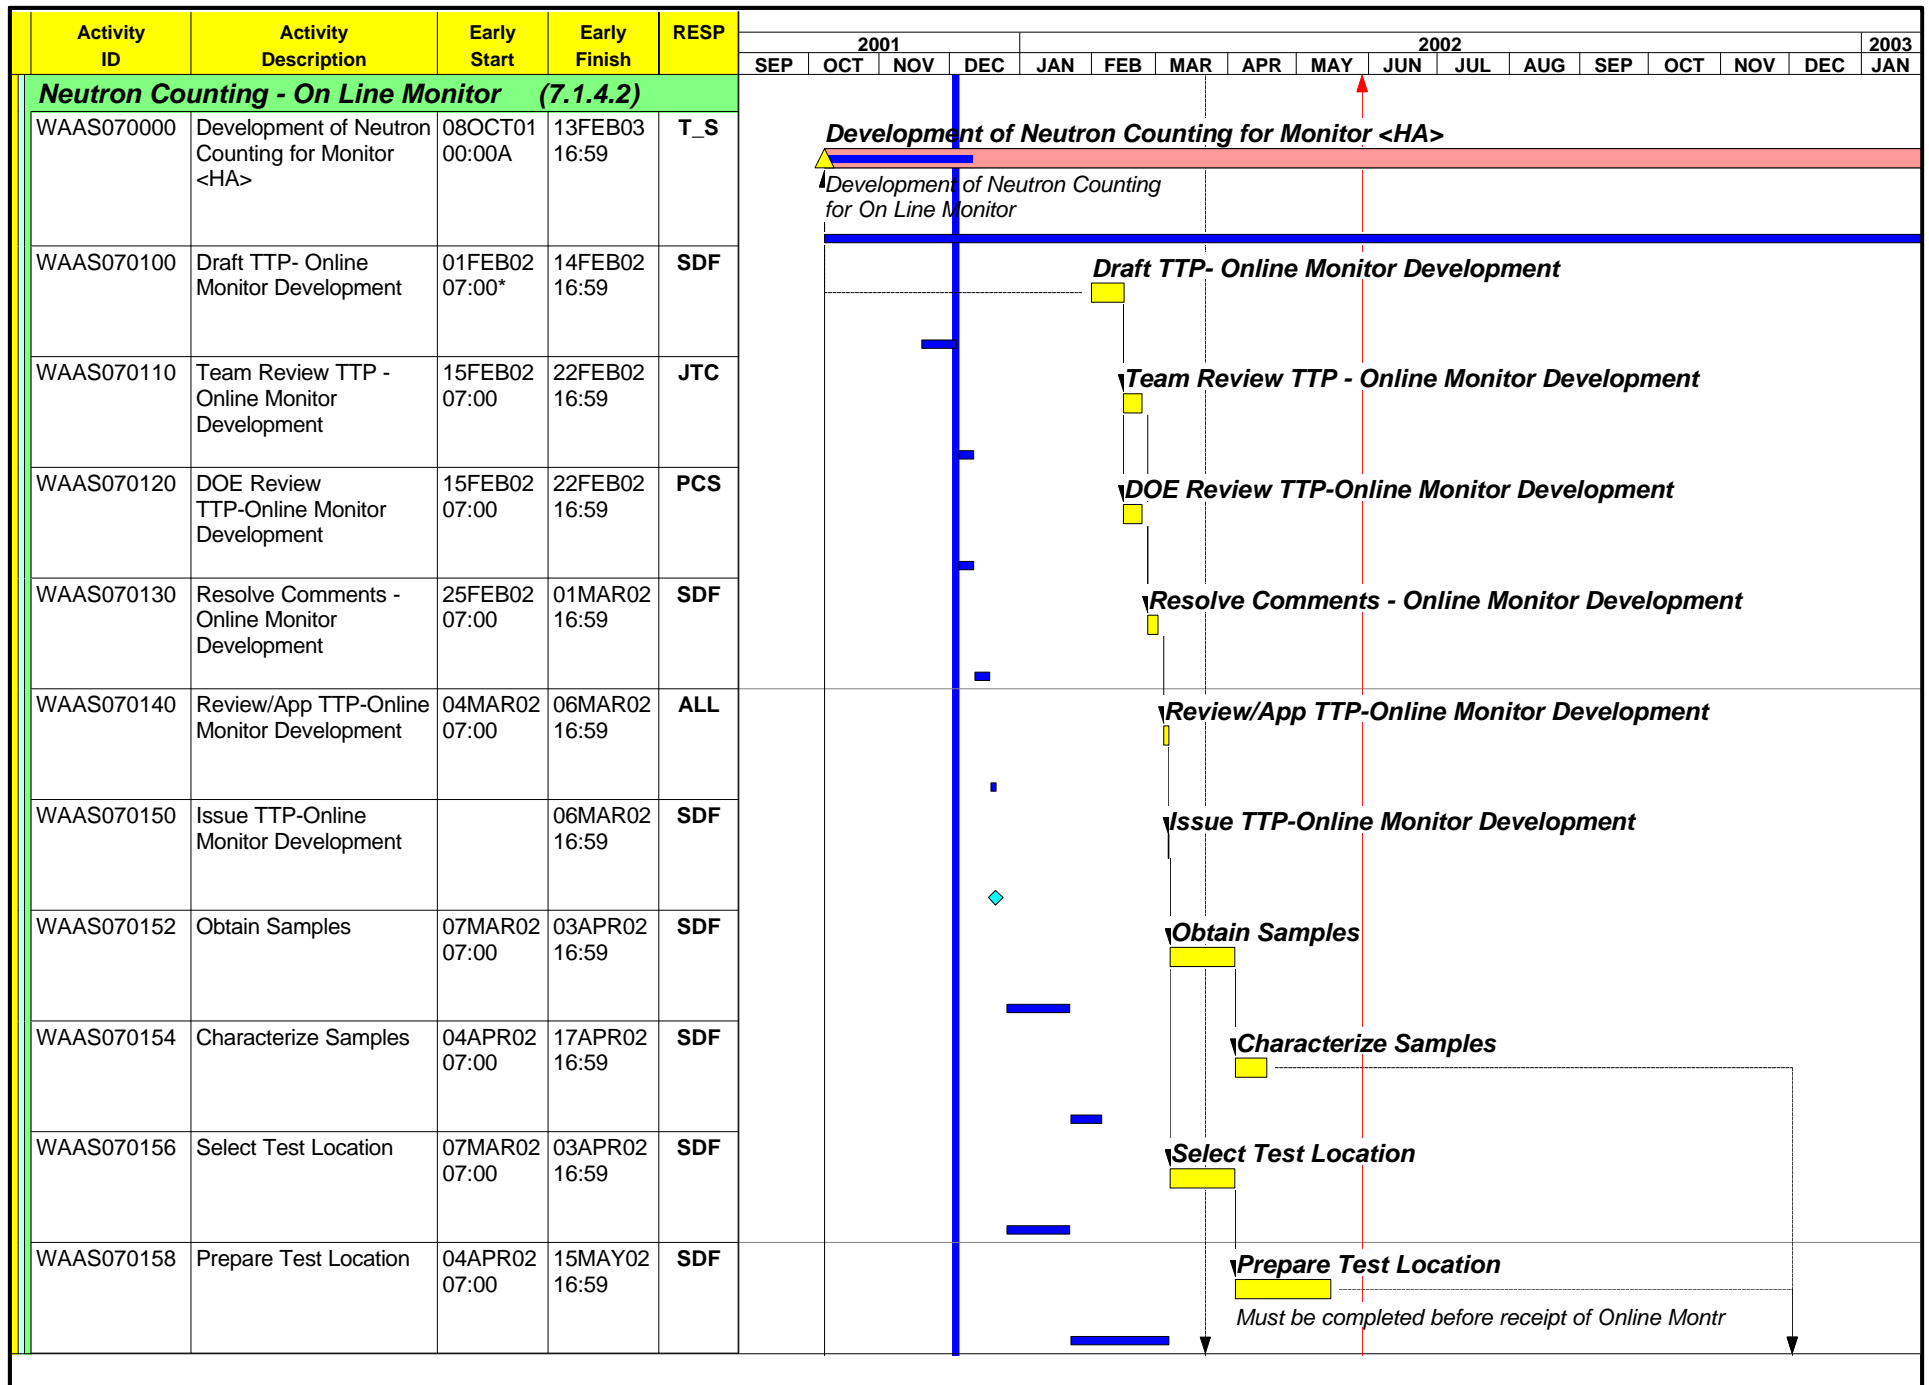 Activity ID Activity Description Early Start Early Finish RESP
2001 2002 2003
SEP OCT NOV DEC JAN FEB MAR APR MAY JUN JUL AUG SEP OCT NOV DEC JAN
Neutron Counting - On Line Monitor (7.1.4.2)
WAAS070000 Development of Neutron 08OCT01 13FEB03 T_S
Counting for Monitor 00:00A 16:59
<HA>
Development of Neutron Counting for Monitor <HA>
Development of Neutron Counting
for On Line Monitor
WAAS070100 Draft TTP- Online 01FEB02 14FEB02 SDF
Monitor Development 07:00* 16:59
Draft TTP- Online Monitor Development
WAAS070110 Team Review TTP - 15FEB02 22FEB02 JTC
Online Monitor 07:00 16:59
Development
Team Review TTP - Online Monitor Development
WAAS070120 DOE Review 15FEB02 22FEB02 PCS
TTP-Online Monitor 07:00 16:59
Development
DOE Review TTP-Online Monitor Development
WAAS070130 Resolve Comments - 25FEB02 01MAR02 SDF
Online Monitor 07:00 16:59
Development
Resolve Comments - Online Monitor Development
WAAS070140 Review/App TTP-Online 04MAR02 06MAR02 ALL
Monitor Development 07:00 16:59
Review/App TTP-Online Monitor Development
WAAS070150 Issue TTP-Online 06MAR02 SDF
Monitor Development 16:59
Issue TTP-Online Monitor Development
WAAS070152 Obtain Samples 07MAR02 03APR02 SDF
07:00 16:59
Obtain Samples
WAAS070154 Characterize Samples 04APR02 17APR02 SDF
07:00 16:59
Characterize Samples
WAAS070156 Select Test Location 07MAR02 03APR02 SDF
07:00 16:59
Select Test Location
WAAS070158 Prepare Test Location 04APR02 15MAY02 SDF
07:00 16:59
Prepare Test Location
Must be completed before receipt of Online Montr